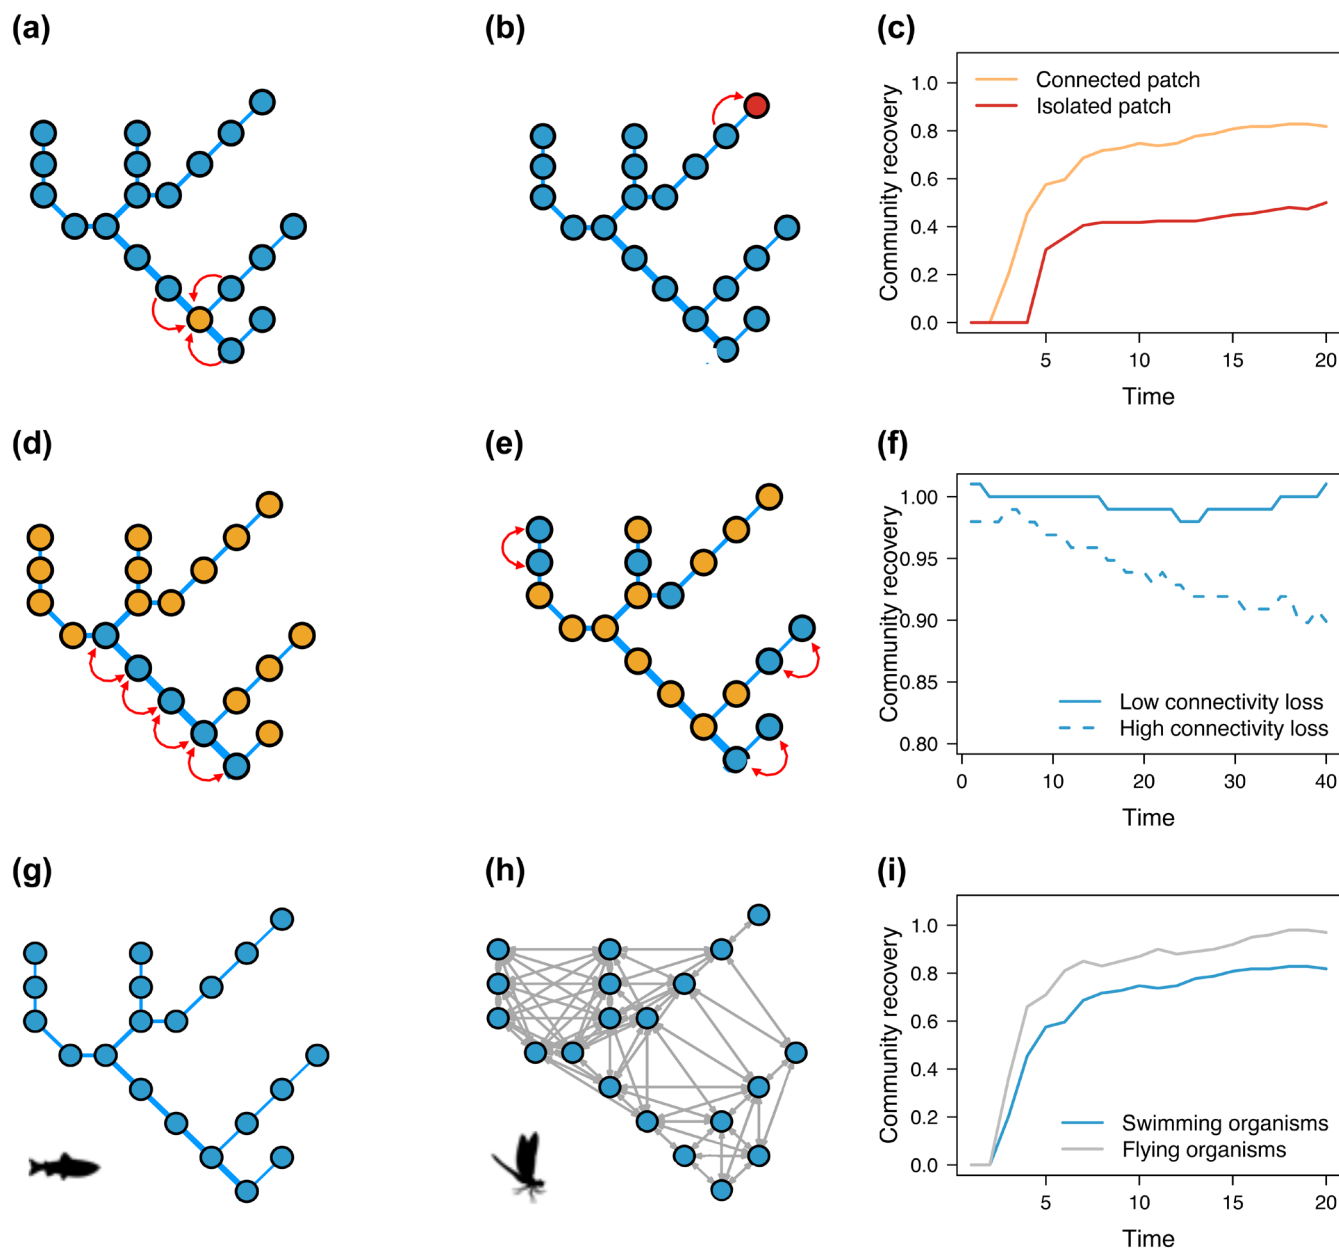 (a)
(b)
(c)
Community recovery
1.0
0.8
0.6
0.4
0.2
0.0
Connected patch
Isolated patch
5
10
15
20
Time
(d)
(e)
(f)
Community recovery
1.00
0.95
0.90
0.85
0.80
Low connectivity loss
High connectivity loss
0
10
20
30
40
Time
(g)
(h)
(i)
Community recovery
1.0
0.8
0.6
0.4
0.2
0.0
Swimming organisms
Flying organisms
5
10
15
20
Time